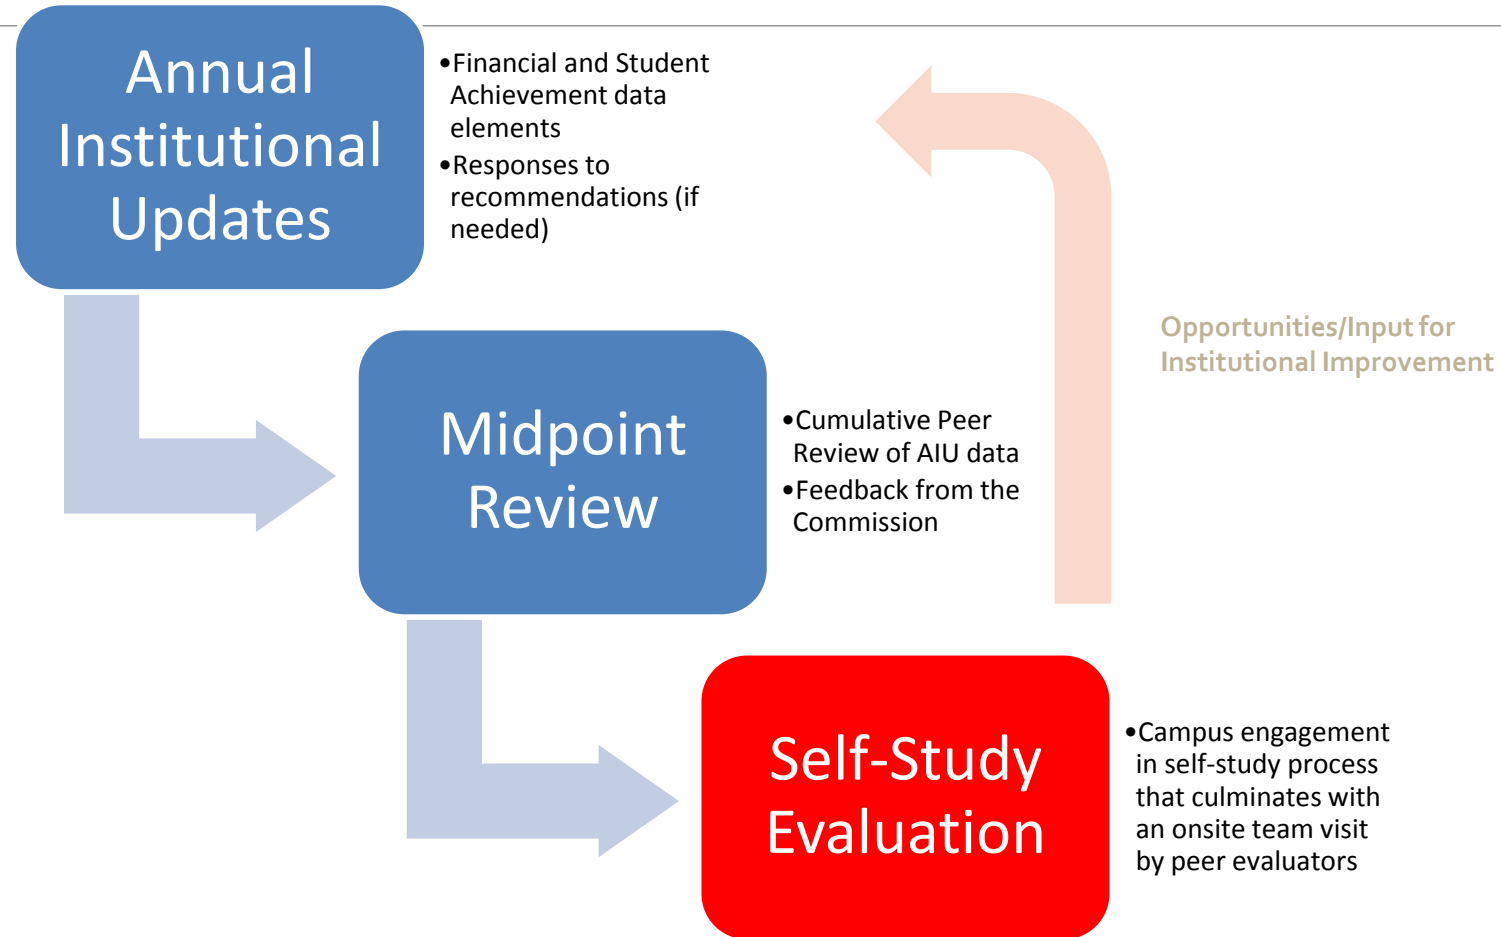 Annual
Institutional
Updates
•Financial and Student
Achievement data
elements
•Responses to
recommendations (if
needed)
Opportunities/Input for
Institutional Improvement
Midpoint
Review
•Cumulative Peer
Review of AIU data
•Feedback from the
Commission
Self-Study
Evaluation
•Campus engagement
in self-study process
that culminates with
an onsite team visit
by peer evaluators